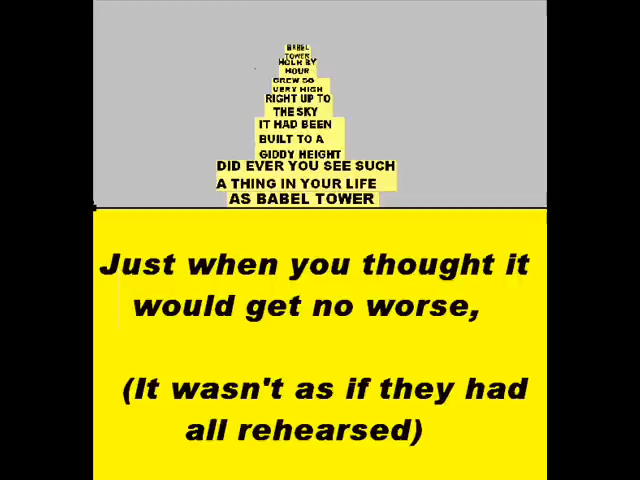 BABEL
TOWER
HOUR BY
HOUR
GREW SO
VERY HIGH
RIGHT UP TO
THE SKY
IT HAD BEEN
BUILT TO A
GIDDY HEIGHT
DID EVER YOU SEE SUCH
A THING IN YOUR LIFE
AS BABEL TOWER
Just when you thought it
would get no worse,
(It wasn't as if they had
all rehearsed)